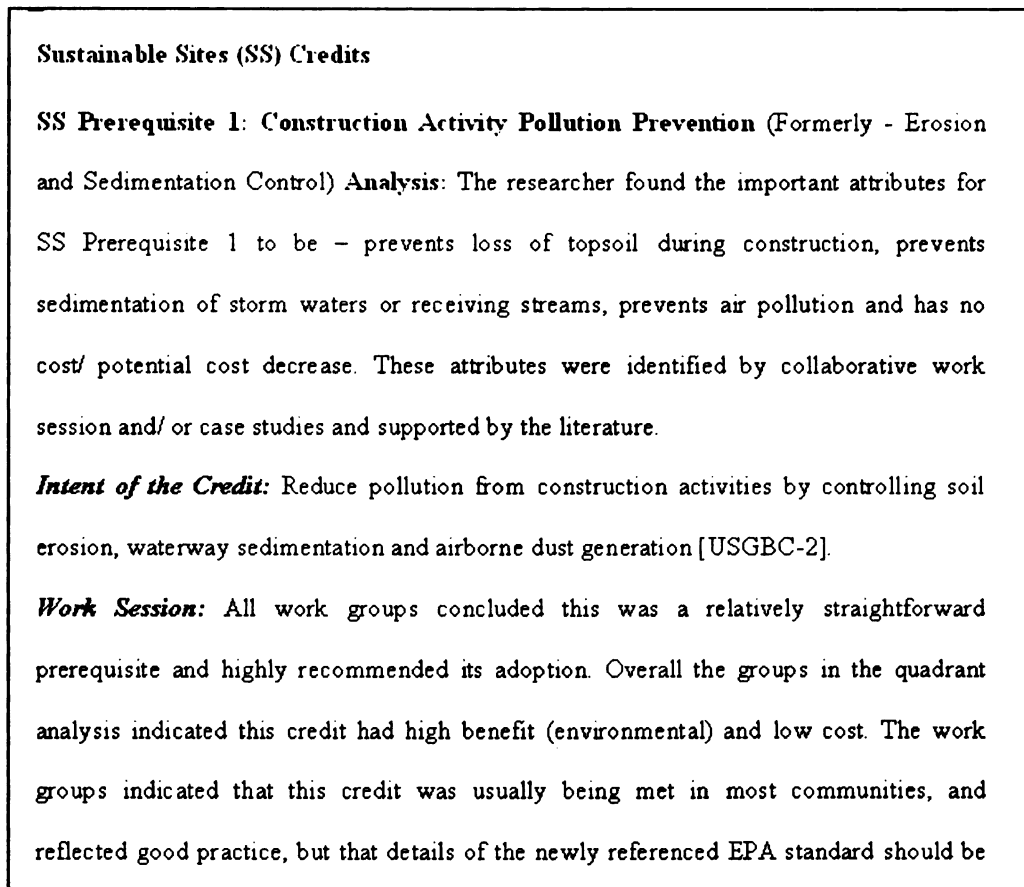 Sustainable Sites (SS) Credits
SS Prerequisite 1: Construction Activity Pollution Prevention (Formerly - Erosion
and Sedimentation Control) Analysis: The researcher found the important attributes for
SS Prerequisite 1 to be – prevents loss of topsoil during construction, prevents
sedimentation of storm waters or receiving streams, prevents air pollution and has no
cost/ potential cost decrease. These attributes were identified by collaborative work
session and/ or case studies and supported by the literature.
Intent of the Credit: Reduce pollution from construction activities by controlling soil
erosion, waterway sedimentation and airborne dust generation [USGBC-2].
Work Session: All work groups concluded this was a relatively straightforward
prerequisite and highly recommended its adoption. Overall the groups in the quadrant
analysis indicated this credit had high benefit (environmental) and low cost. The work
groups indicated that this credit was usually being met in most communities, and
reflected good practice, but that details of the newly referenced EPA standard should be